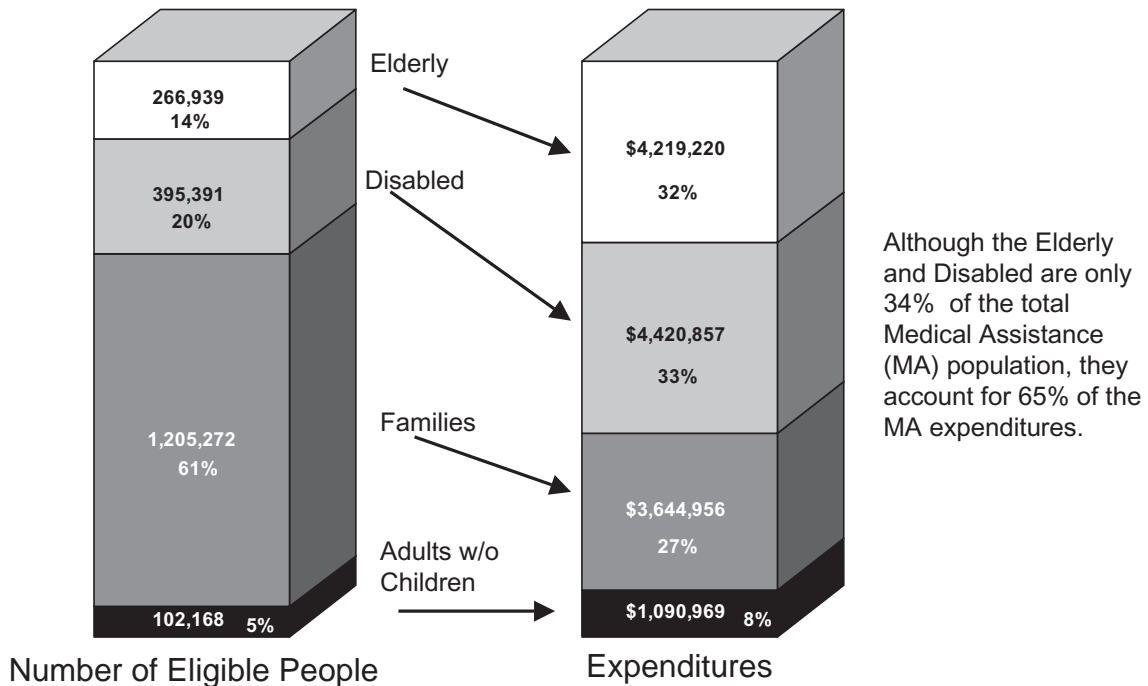 266,939
14%
395,391
20%
1,205,272
61%
102,168 5%
Number of Eligible People
Elderly
Disabled
Families
Adults w/o
Children
$4,219,220
32%
$4,420,857
33%
$3,644,956
27%
$1,090,969 8%
Expenditures
Although the Elderly
and Disabled are only
34% of the total
Medical Assistance
(MA) population, they
account for 65% of the
MA expenditures.